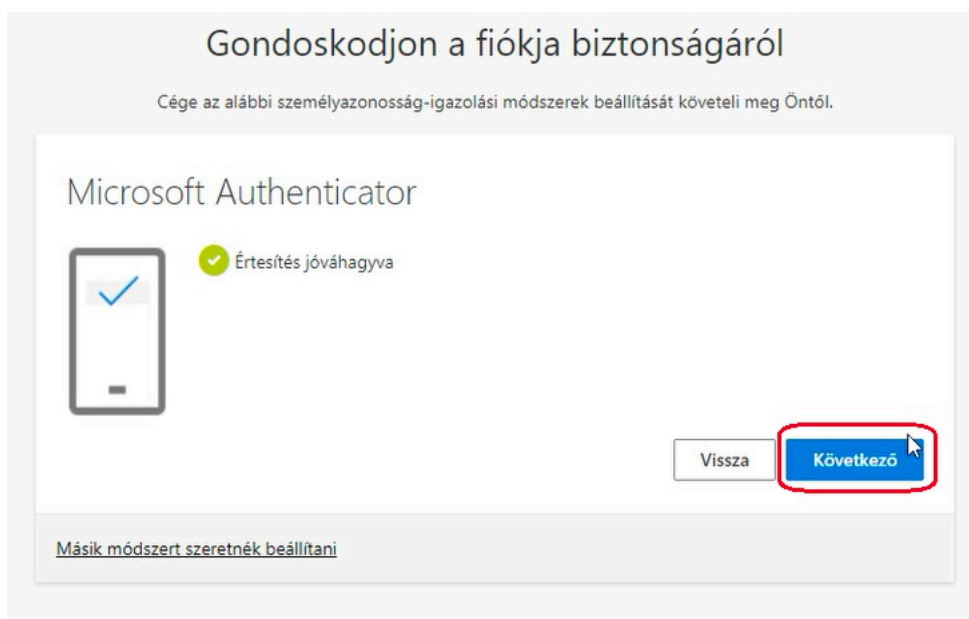 Gondoskodjon a fiókja biztonságáról
Cége az alábbi személyazonosság-igazolási módszerek beállítását követeli meg Öntől.
Microsoft Authenticator
Értesítés jóváhagyva
Vissza
Következő
Másik módszert szeretnék beállítani